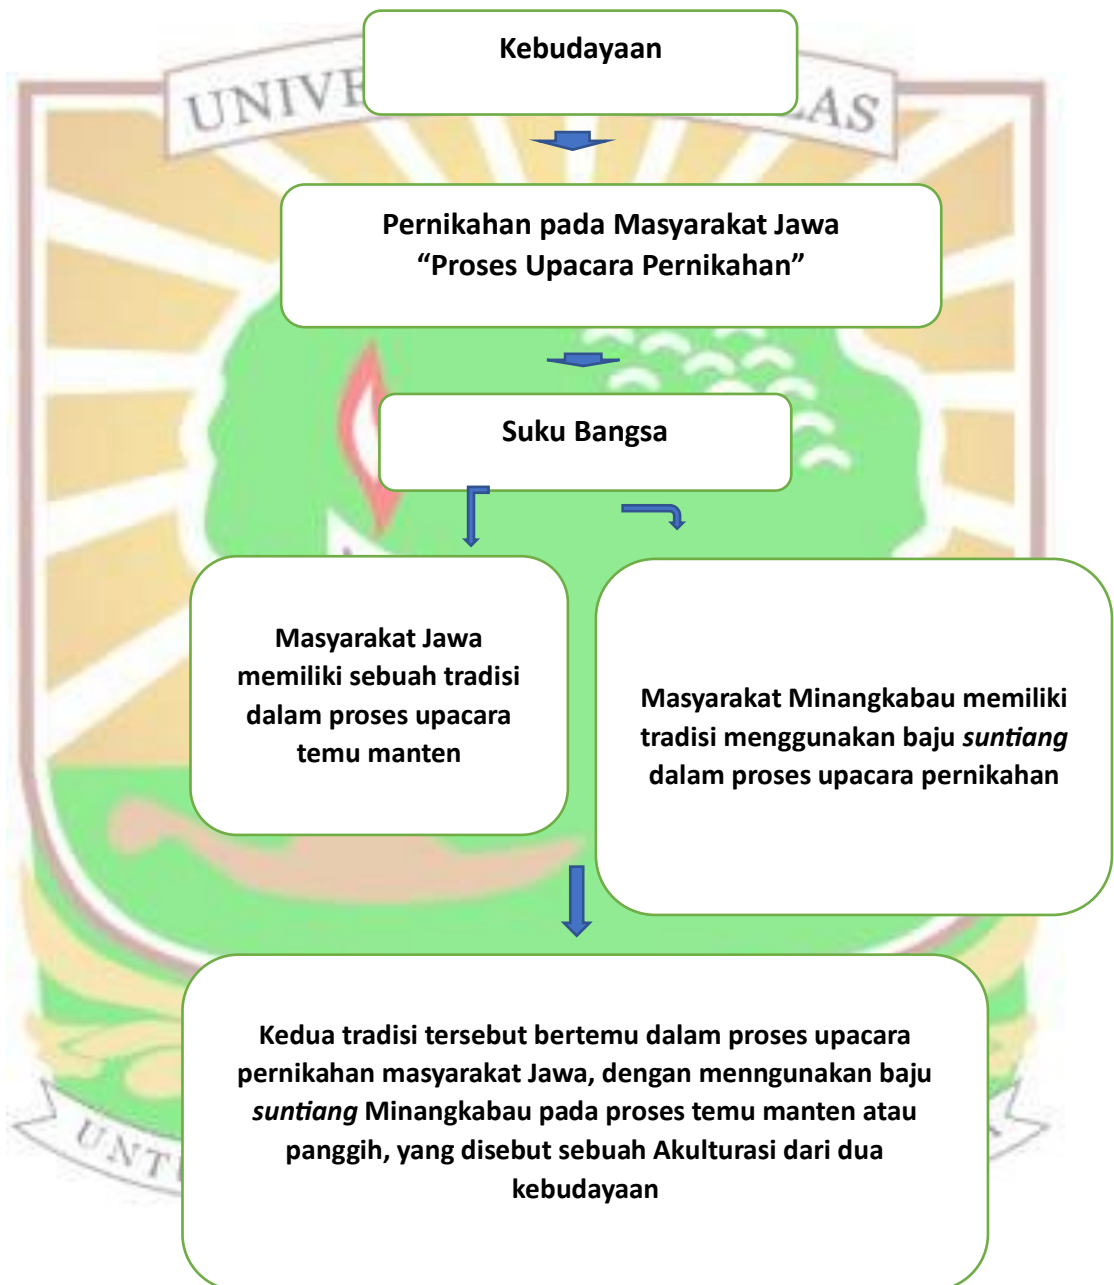 Kebudayaan
UNIVE LAS
Pernikahan pada Masyarakat Jawa
“Proses Upacara Pernikahan”
Suku Bangsa
Masyarakat Jawa
memiliki sebuah tradisi
dalam proses upacara
temu manten
Masyarakat Minangkabau memiliki
tradisi menggunakan baju suntiang
dalam proses upacara pernikahan
Kedua tradisi tersebut bertemu dalam proses upacara
pernikahan masyarakat Jawa, dengan menngunakan baju
suntiang Minangkabau pada proses temu manten atau
panggih, yang disebut sebuah Akulturasi dari dua
kebudayaan
UNTU